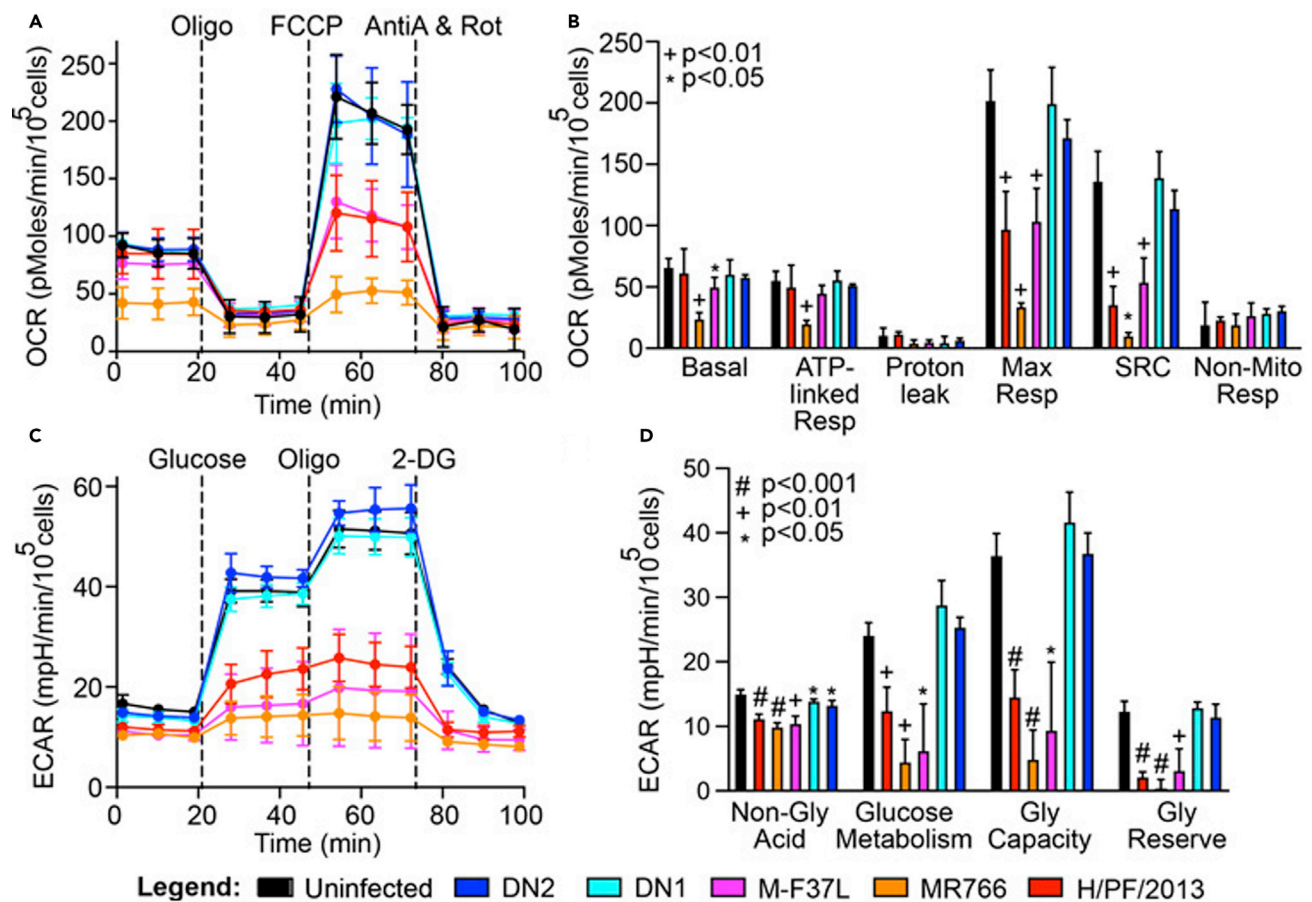 A
Oligo FCCP AntiA & Rot
OCR (pMoles/min/10^5 cells)
250
200
150
100
50
0
0 20 40 60 80 100
Time (min)
B
OCR (pMoles/min/10^5 cells)
250
200
150
100
50
0
+ p<0.01
* p<0.05
+ * + + + + + * +
Basal ATP-linked Resp Proton leak Max Resp SRC Non-Mito Resp
C
Glucose Oligo 2-DG
ECAR (mpH/min/10^5 cells)
60
40
20
0
0 20 40 60 80 100
Time (min)
D
ECAR (mpH/min/10^5 cells)
50
40
30
20
10
0
# p<0.001
+ p<0.01
* p<0.05
# # + * * + + * # # * # # +
Non-Gly Acid Glucose Metabolism Gly Capacity Gly Reserve
Legend: Uninfected DN2 DN1 M-F37L MR766 H/PF/2013